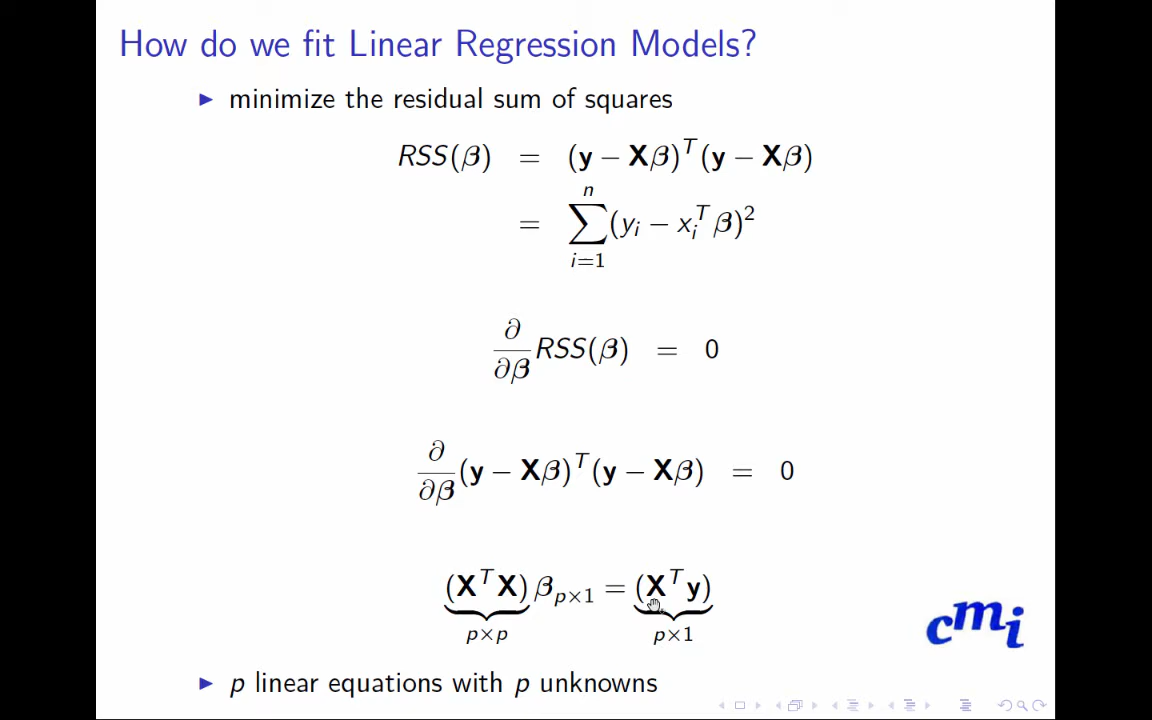 How do we fit Linear Regression Models?
▶ minimize the residual sum of squares
RSS(β) = (y − Xβ)^T (y − Xβ)
= ∑_{i=1}^{n} (y_i − x_i^T β)^2
∂/∂β RSS(β) = 0
∂/∂β (y − Xβ)^T (y − Xβ) = 0
(X^T X) β_{p×1} = (X^T y)
p×p p×1
cmi
▶ p linear equations with p unknowns